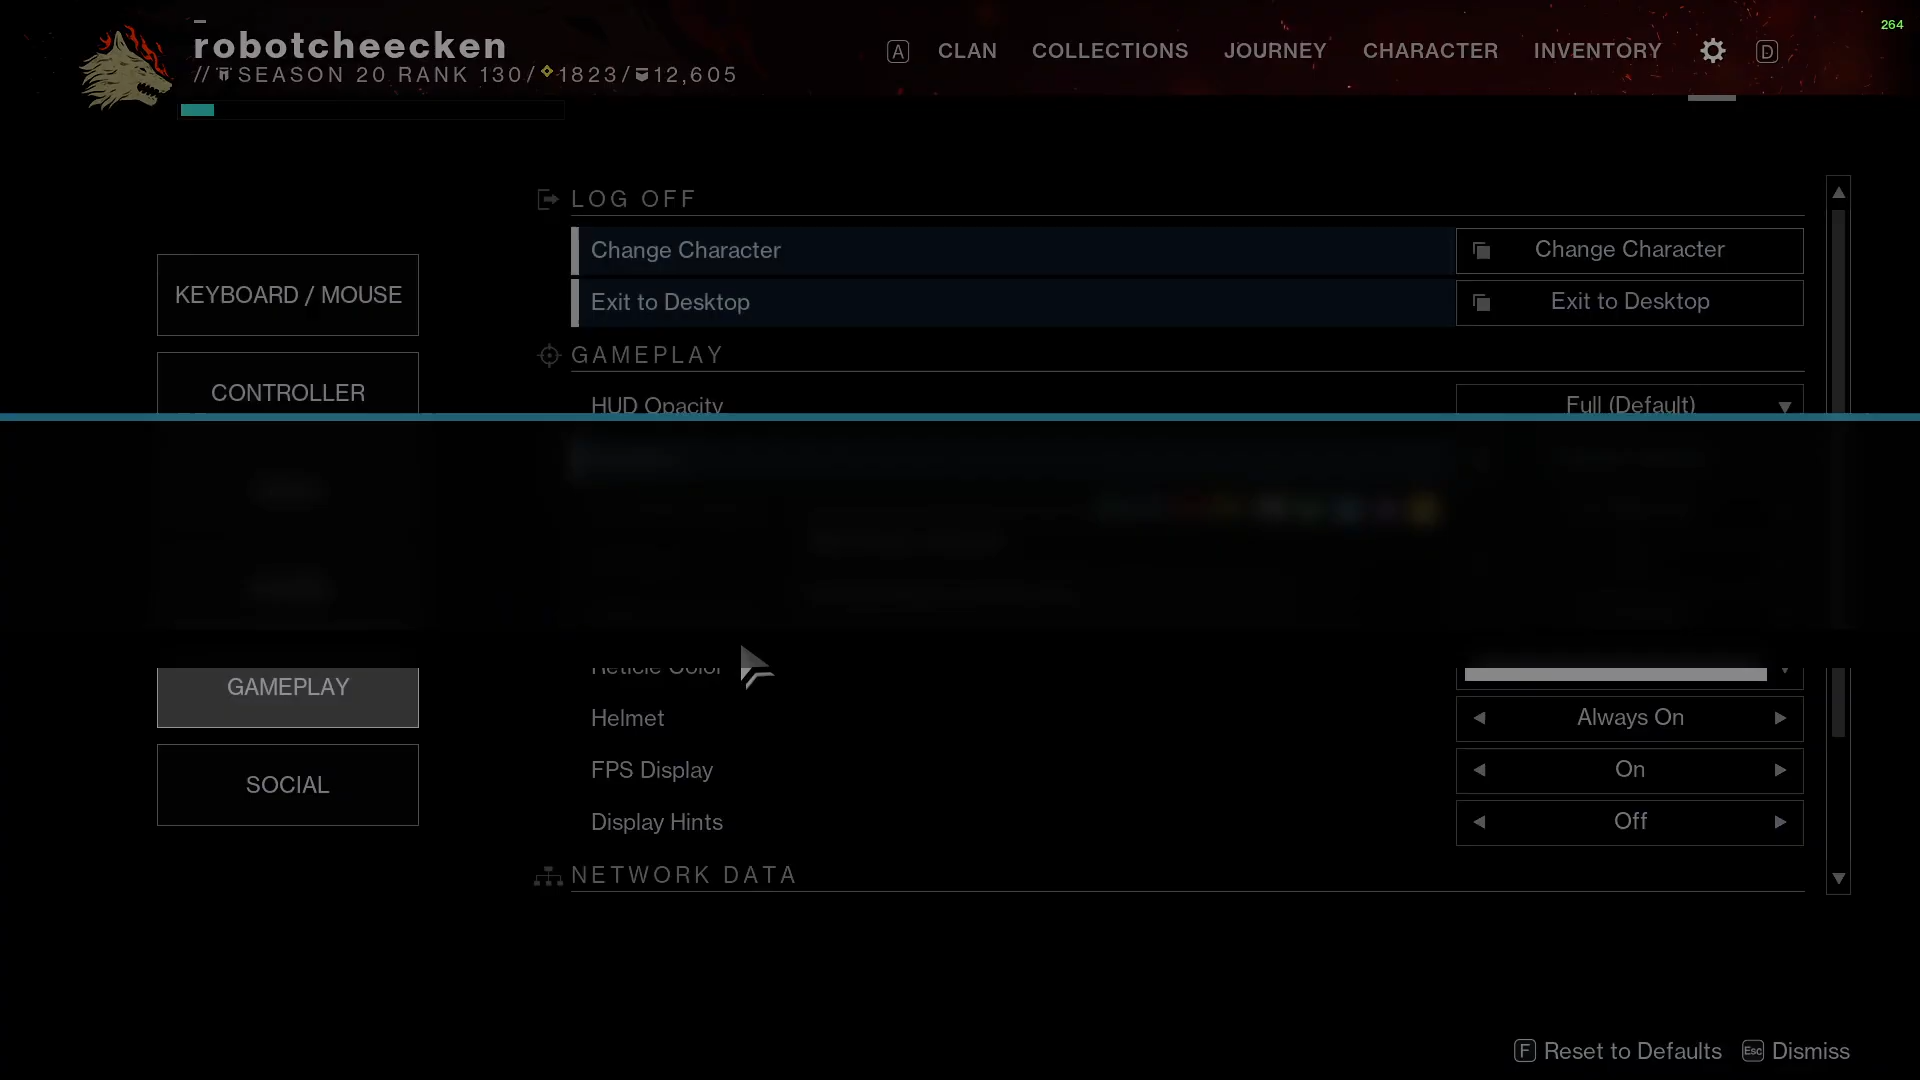 264
robotcheecken
// SEASON 20 RANK 130/ 1823/ 12,605
A CLAN COLLECTIONS JOURNEY CHARACTER INVENTORY D
LOG OFF
Change Character Change Character
Exit to Desktop Exit to Desktop
GAMEPLAY
HUD Opacity Full (Default)
Reticle Color
Helmet Always On
FPS Display On
Display Hints Off
NETWORK DATA
KEYBOARD / MOUSE
CONTROLLER
GAMEPLAY
SOCIAL
F Reset to Defaults Esc Dismiss